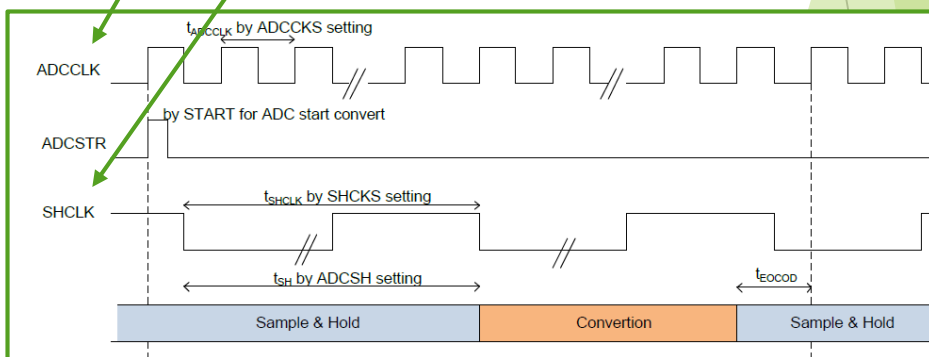 tADCCLK by ADCCKS setting
ADCCLK
by START for ADC start convert
ADCSTR
tSHCLK by SHCKS setting
SHCLK
tSH by ADCSH setting
tEOCOD
Sample & Hold
Convertion
Sample & Hold